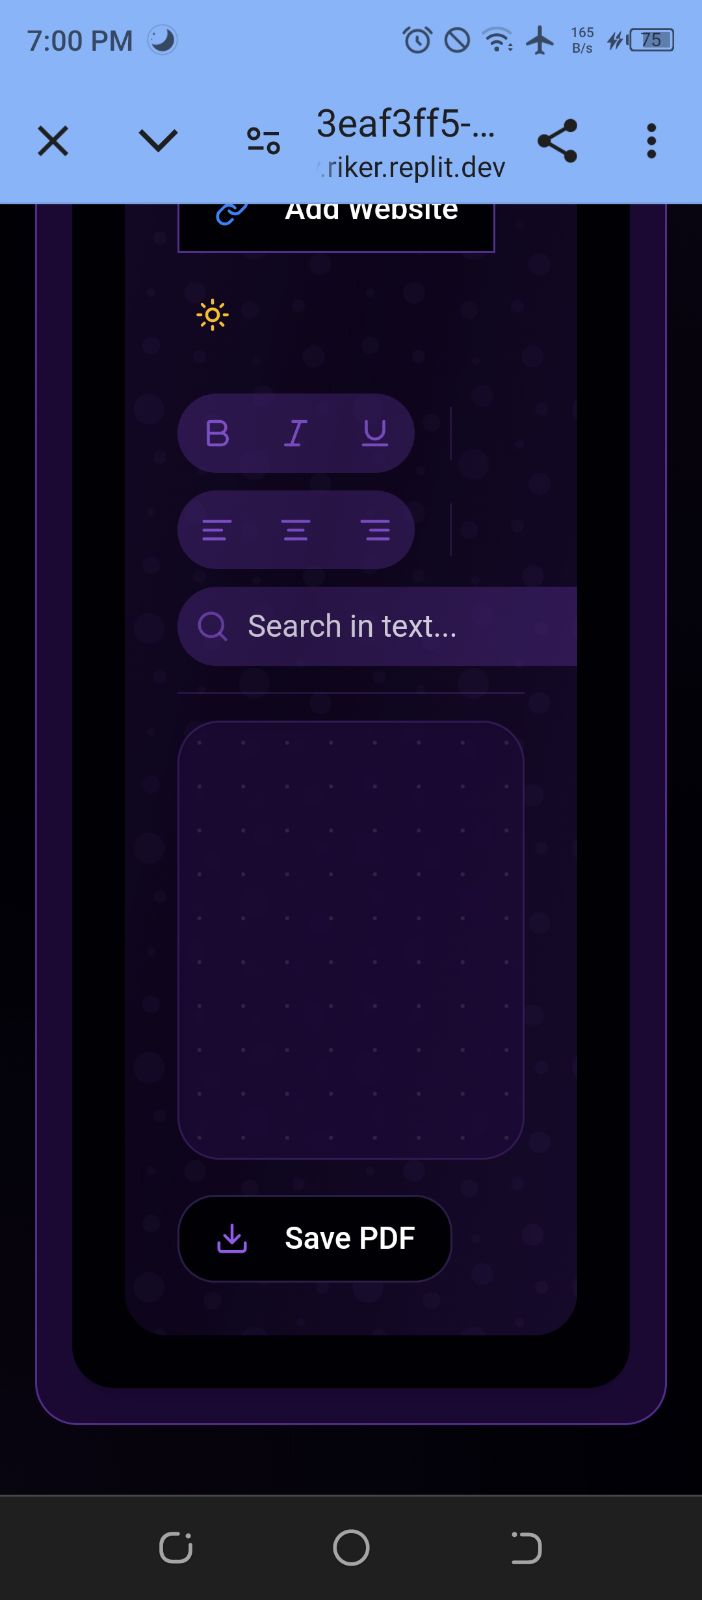 7:00 PM
165
B/s
75
3eaf3ff5-...
.riker.replit.dev
Add Website
B I U
Search in text...
Save PDF